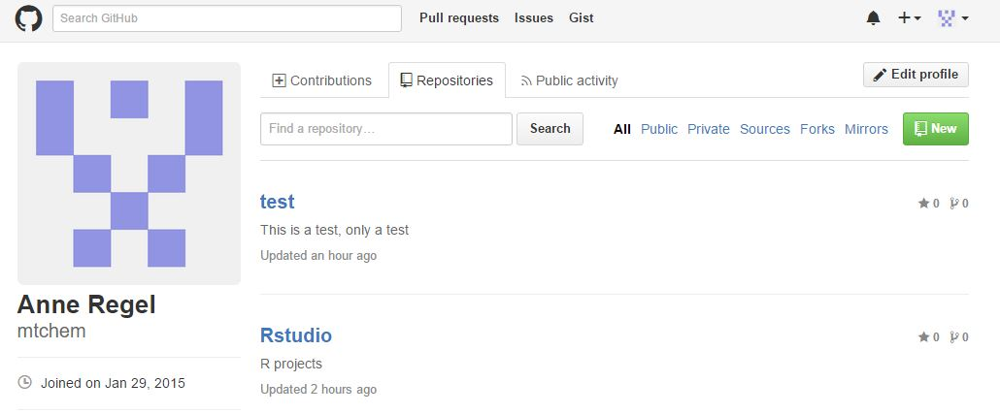 Search GitHub Pull requests Issues Gist
Contributions Repositories Public activity Edit profile
Find a repository... Search All Public Private Sources Forks Mirrors New
test 0 0
This is a test, only a test
Updated an hour ago
Anne Regel
mtchem
Joined on Jan 29, 2015
Rstudio 0 0
R projects
Updated 2 hours ago